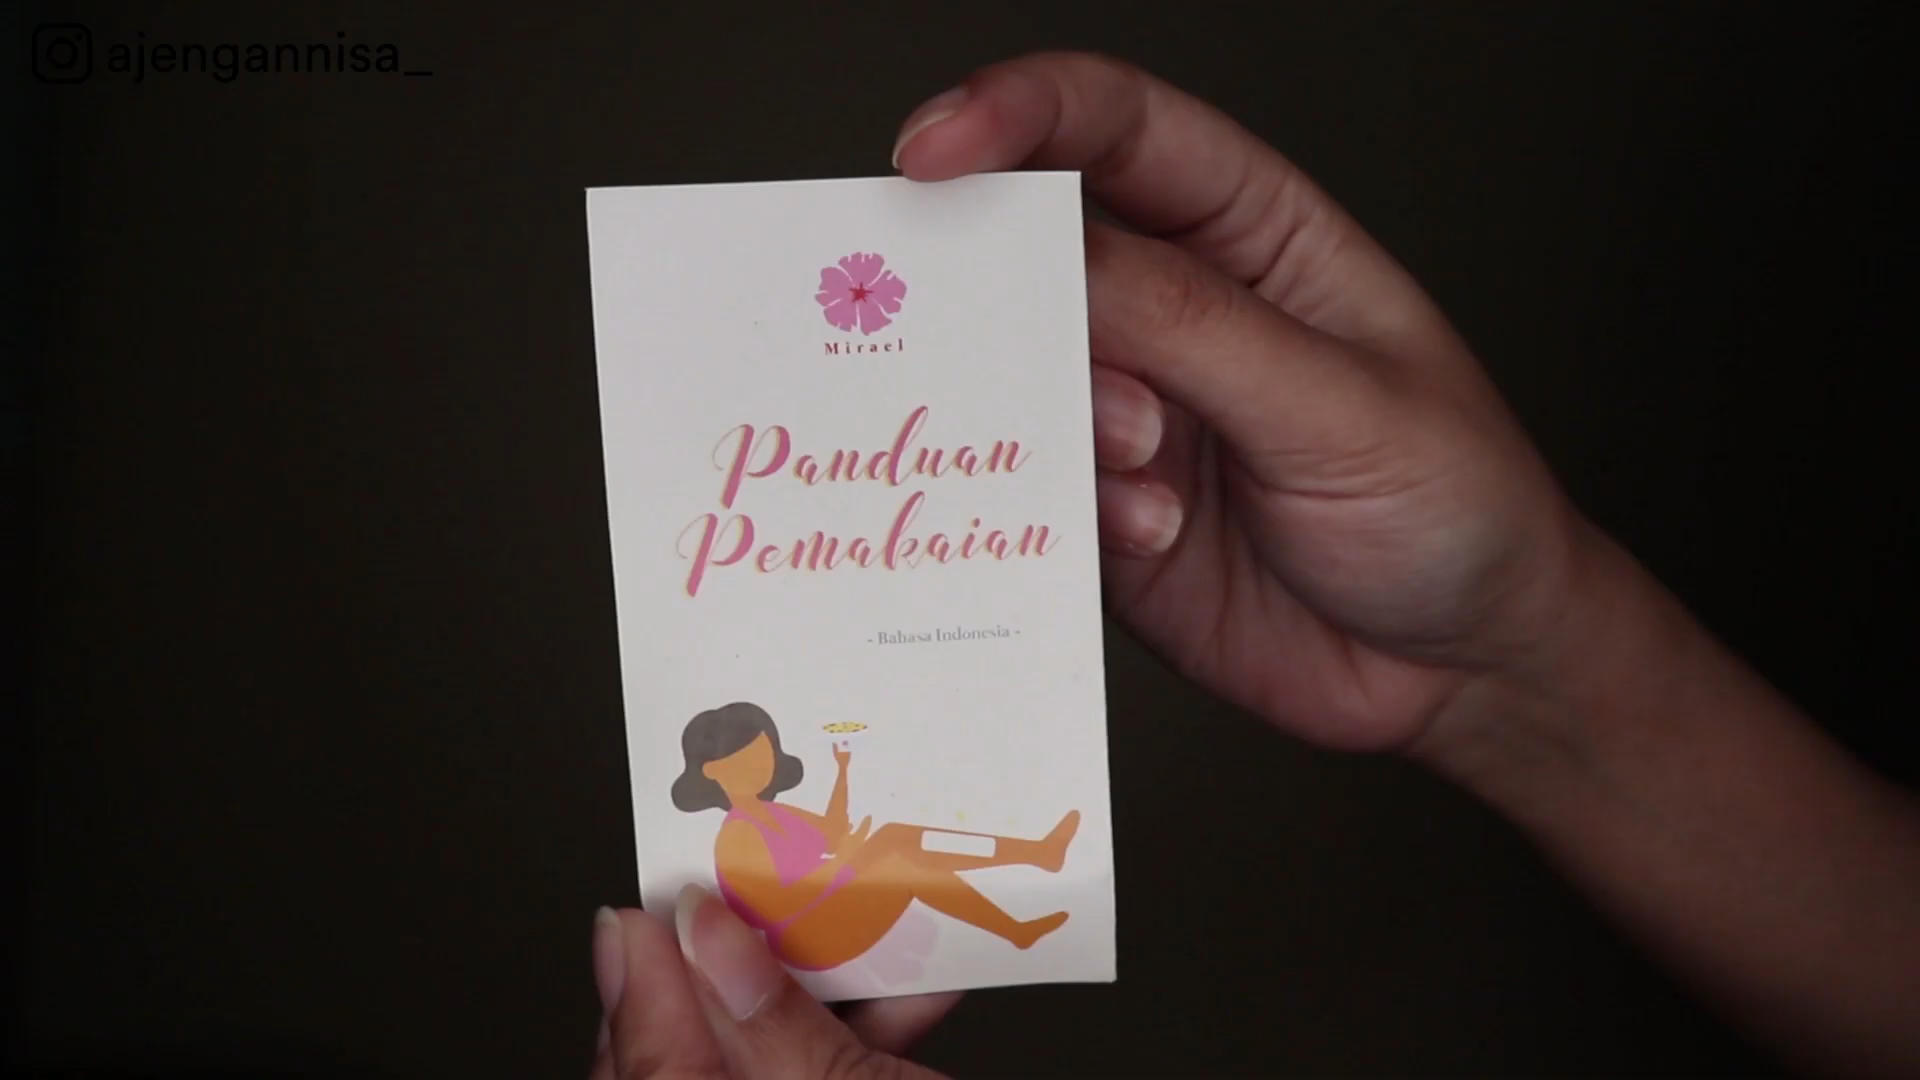 ajengannisa_
Mirael
Panduan
Pemakaian
- Bahasa Indonesia -